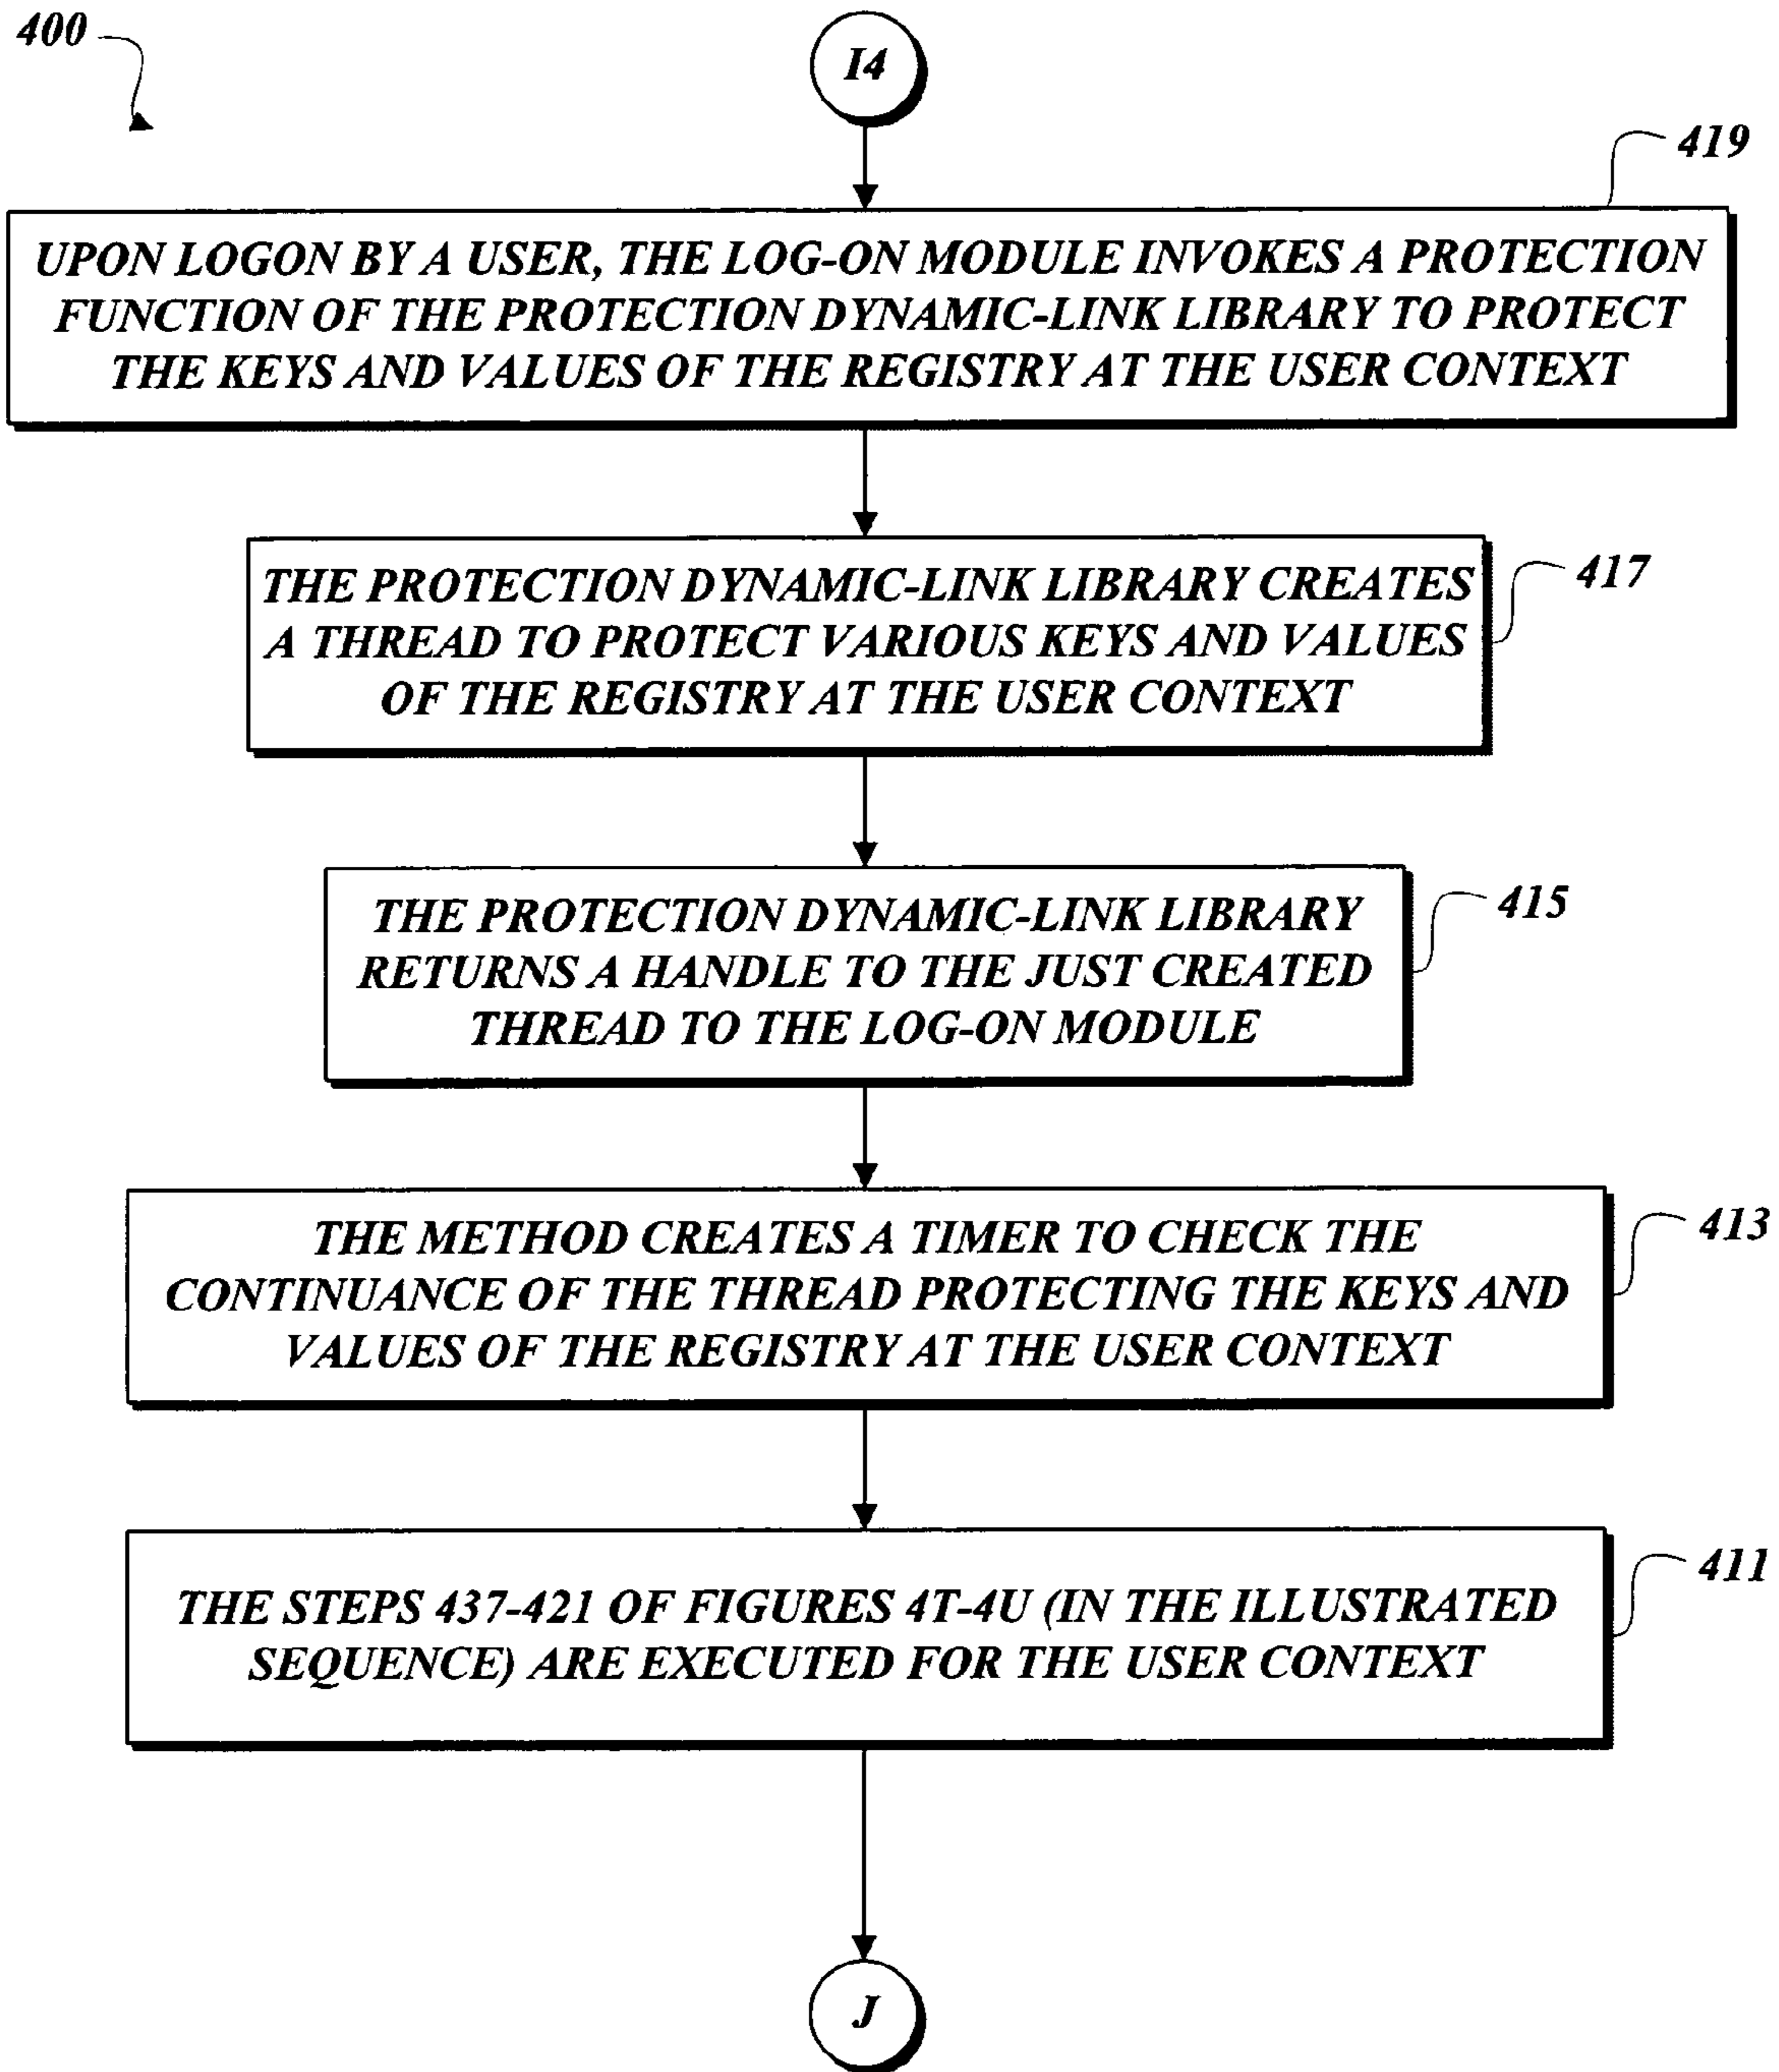 400
I4
419
UPON LOGON BY A USER, THE LOG-ON MODULE INVOKES A PROTECTION
FUNCTION OF THE PROTECTION DYNAMIC-LINK LIBRARY TO PROTECT
THE KEYS AND VALUES OF THE REGISTRY AT THE USER CONTEXT
417
THE PROTECTION DYNAMIC-LINK LIBRARY CREATES
A THREAD TO PROTECT VARIOUS KEYS AND VALUES
OF THE REGISTRY AT THE USER CONTEXT
415
THE PROTECTION DYNAMIC-LINK LIBRARY
RETURNS A HANDLE TO THE JUST CREATED
THREAD TO THE LOG-ON MODULE
413
THE METHOD CREATES A TIMER TO CHECK THE
CONTINUANCE OF THE THREAD PROTECTING THE KEYS AND
VALUES OF THE REGISTRY AT THE USER CONTEXT
411
THE STEPS 437-421 OF FIGURES 4T-4U (IN THE ILLUSTRATED
SEQUENCE) ARE EXECUTED FOR THE USER CONTEXT
J